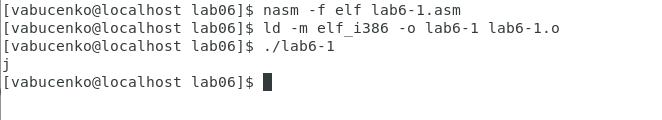 [vabucenko@localhost lab06]$ nasm -f elf lab6-1.asm
[vabucenko@localhost lab06]$ ld -m elf_i386 -o lab6-1 lab6-1.o
[vabucenko@localhost lab06]$ ./lab6-1
j
[vabucenko@localhost lab06]$